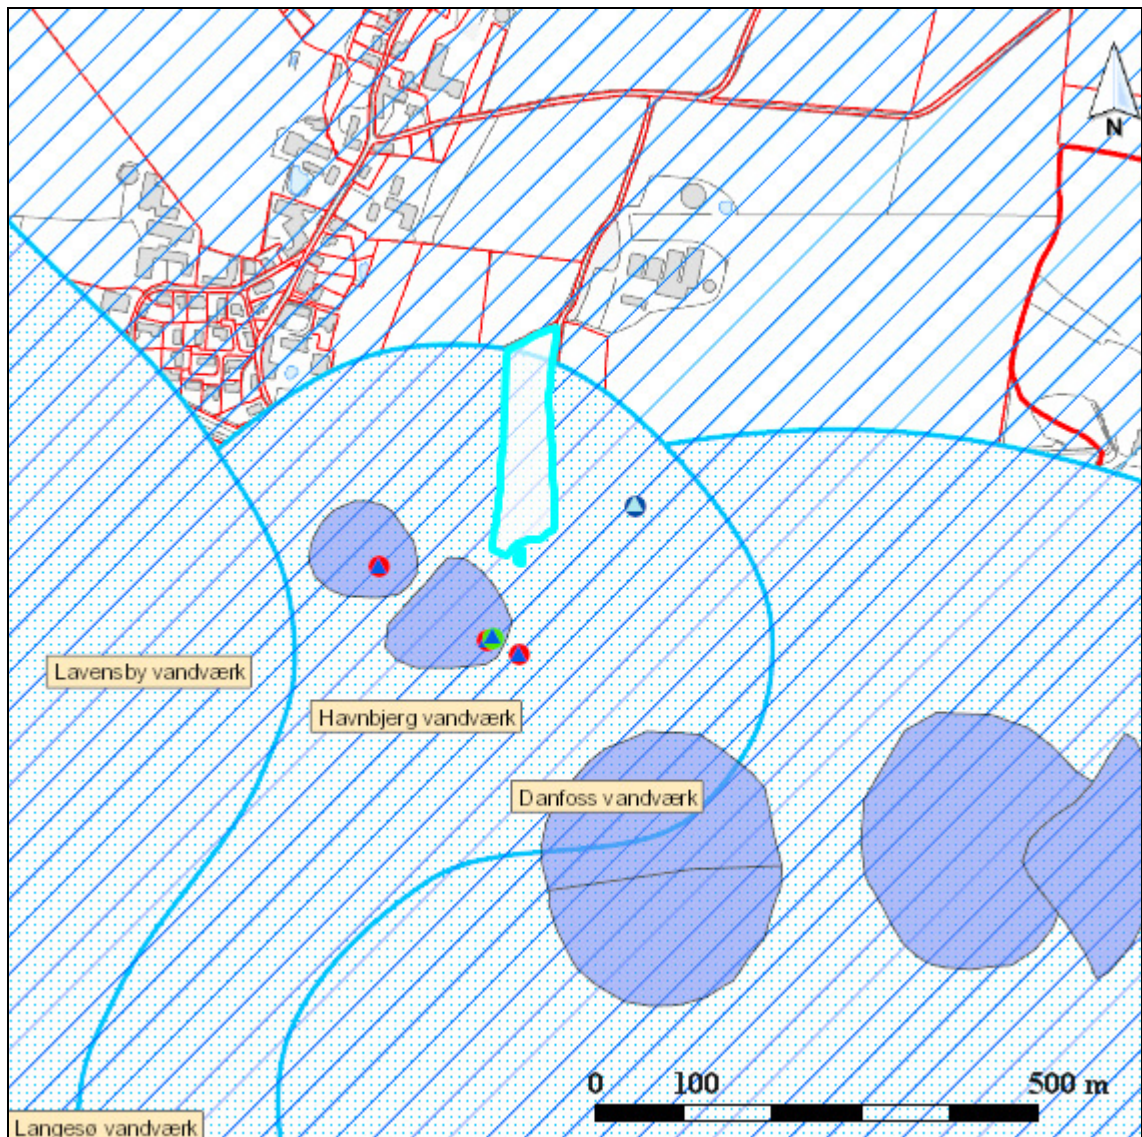 N
Lavensby vandværk
Havnbjerg vandværk
Danfoss vandværk
0 100 500 m
Langesø vandværk